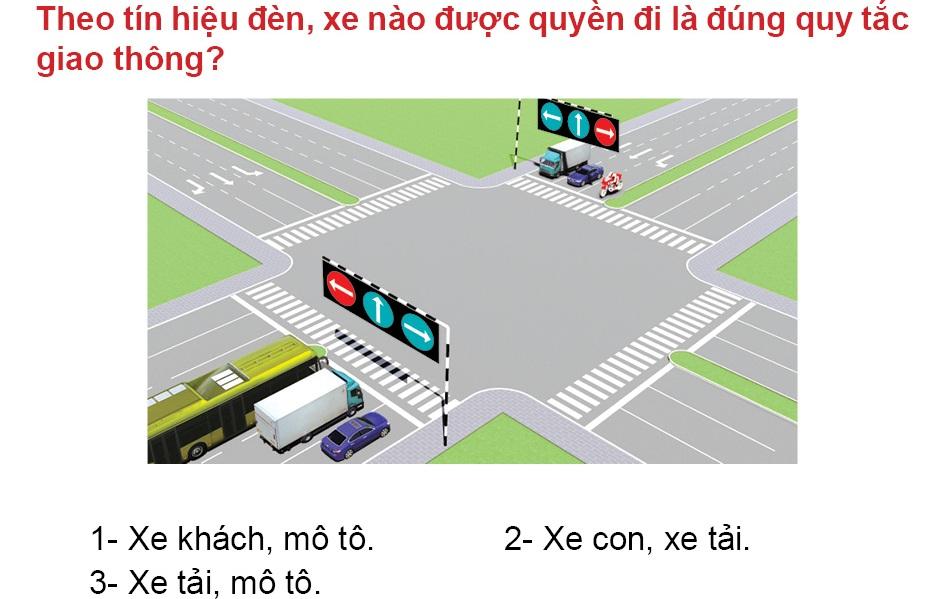 Theo tín hiệu đèn, xe nào được quyền đi là đúng quy tắc
giao thông?
1- Xe khách, mô tô. 2- Xe con, xe tải.
3- Xe tải, mô tô.